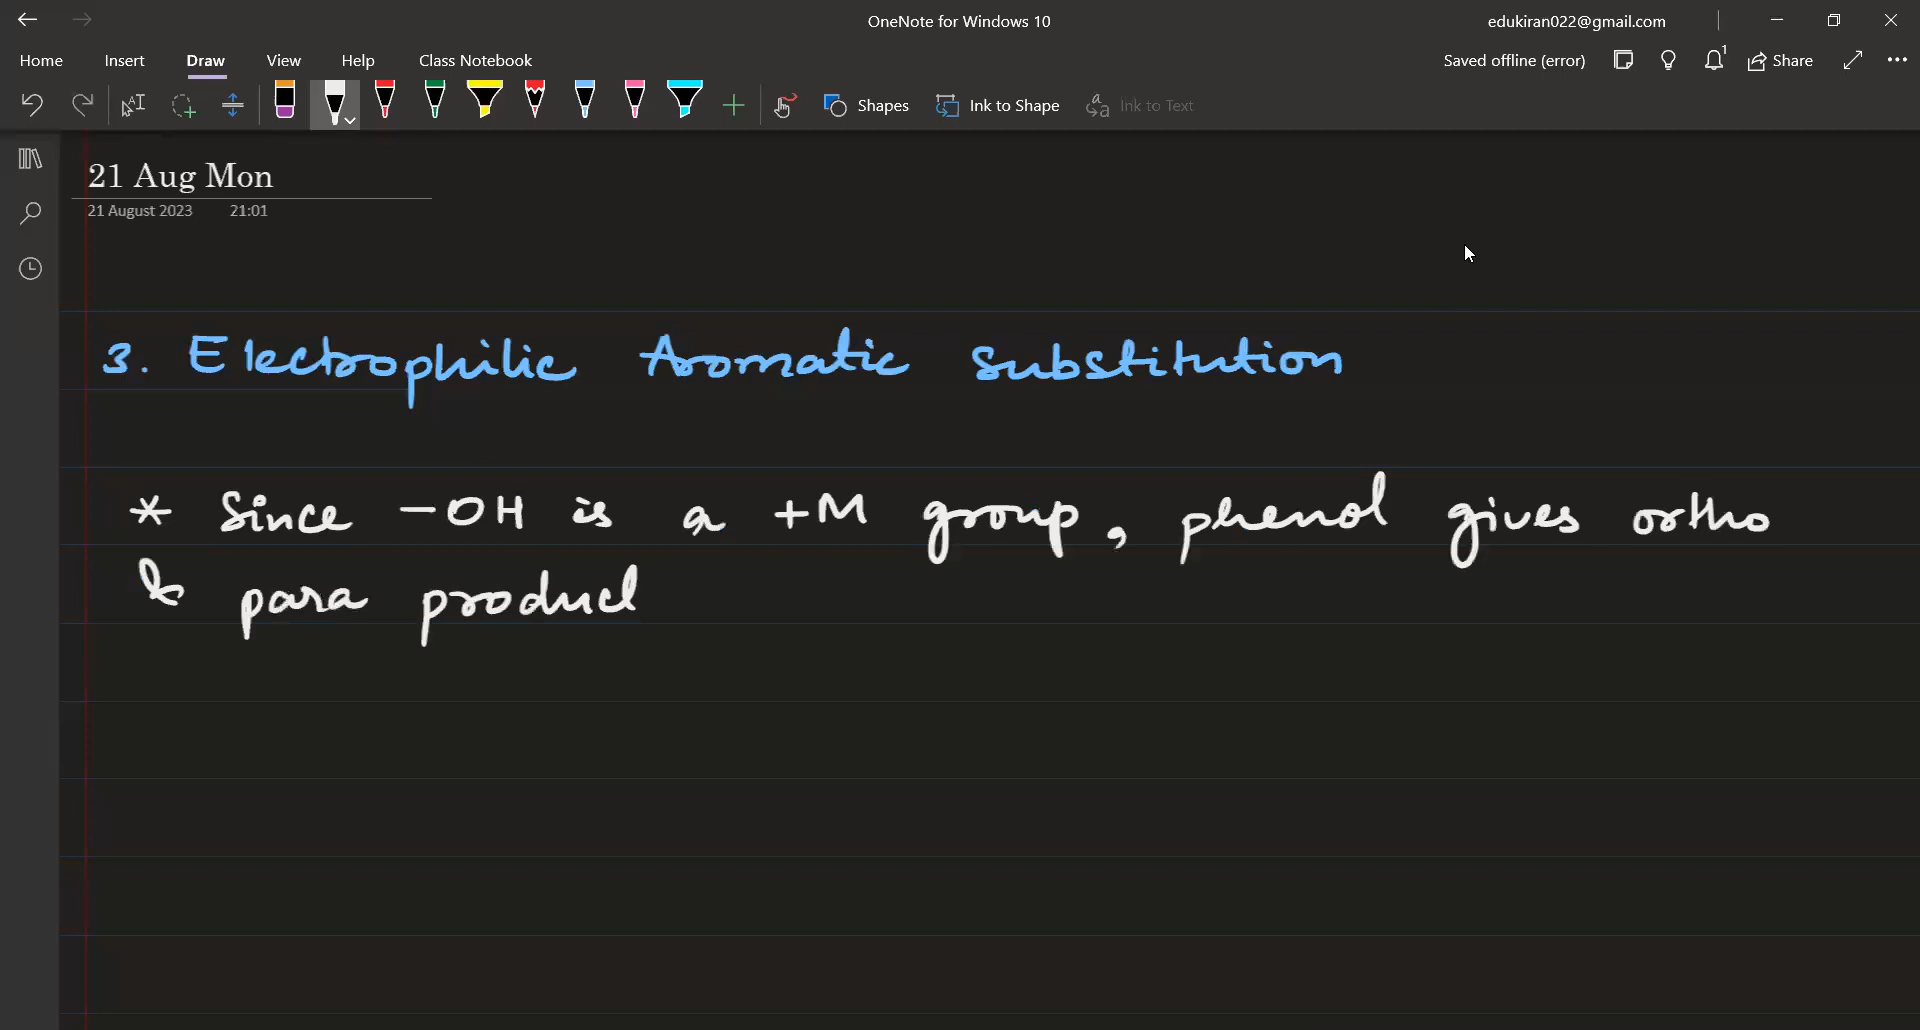 OneNote for Windows 10
edukiran022@gmail.com
Home Insert Draw View Help Class Notebook
Saved offline (error)
1
Share
Shapes
Ink to Shape
Ink to Text
21 Aug Mon
21 August 2023 21:01
3. Electrophilic Aromatic Substitution
* Since -OH is a +M group, phenol gives ortho
& para product